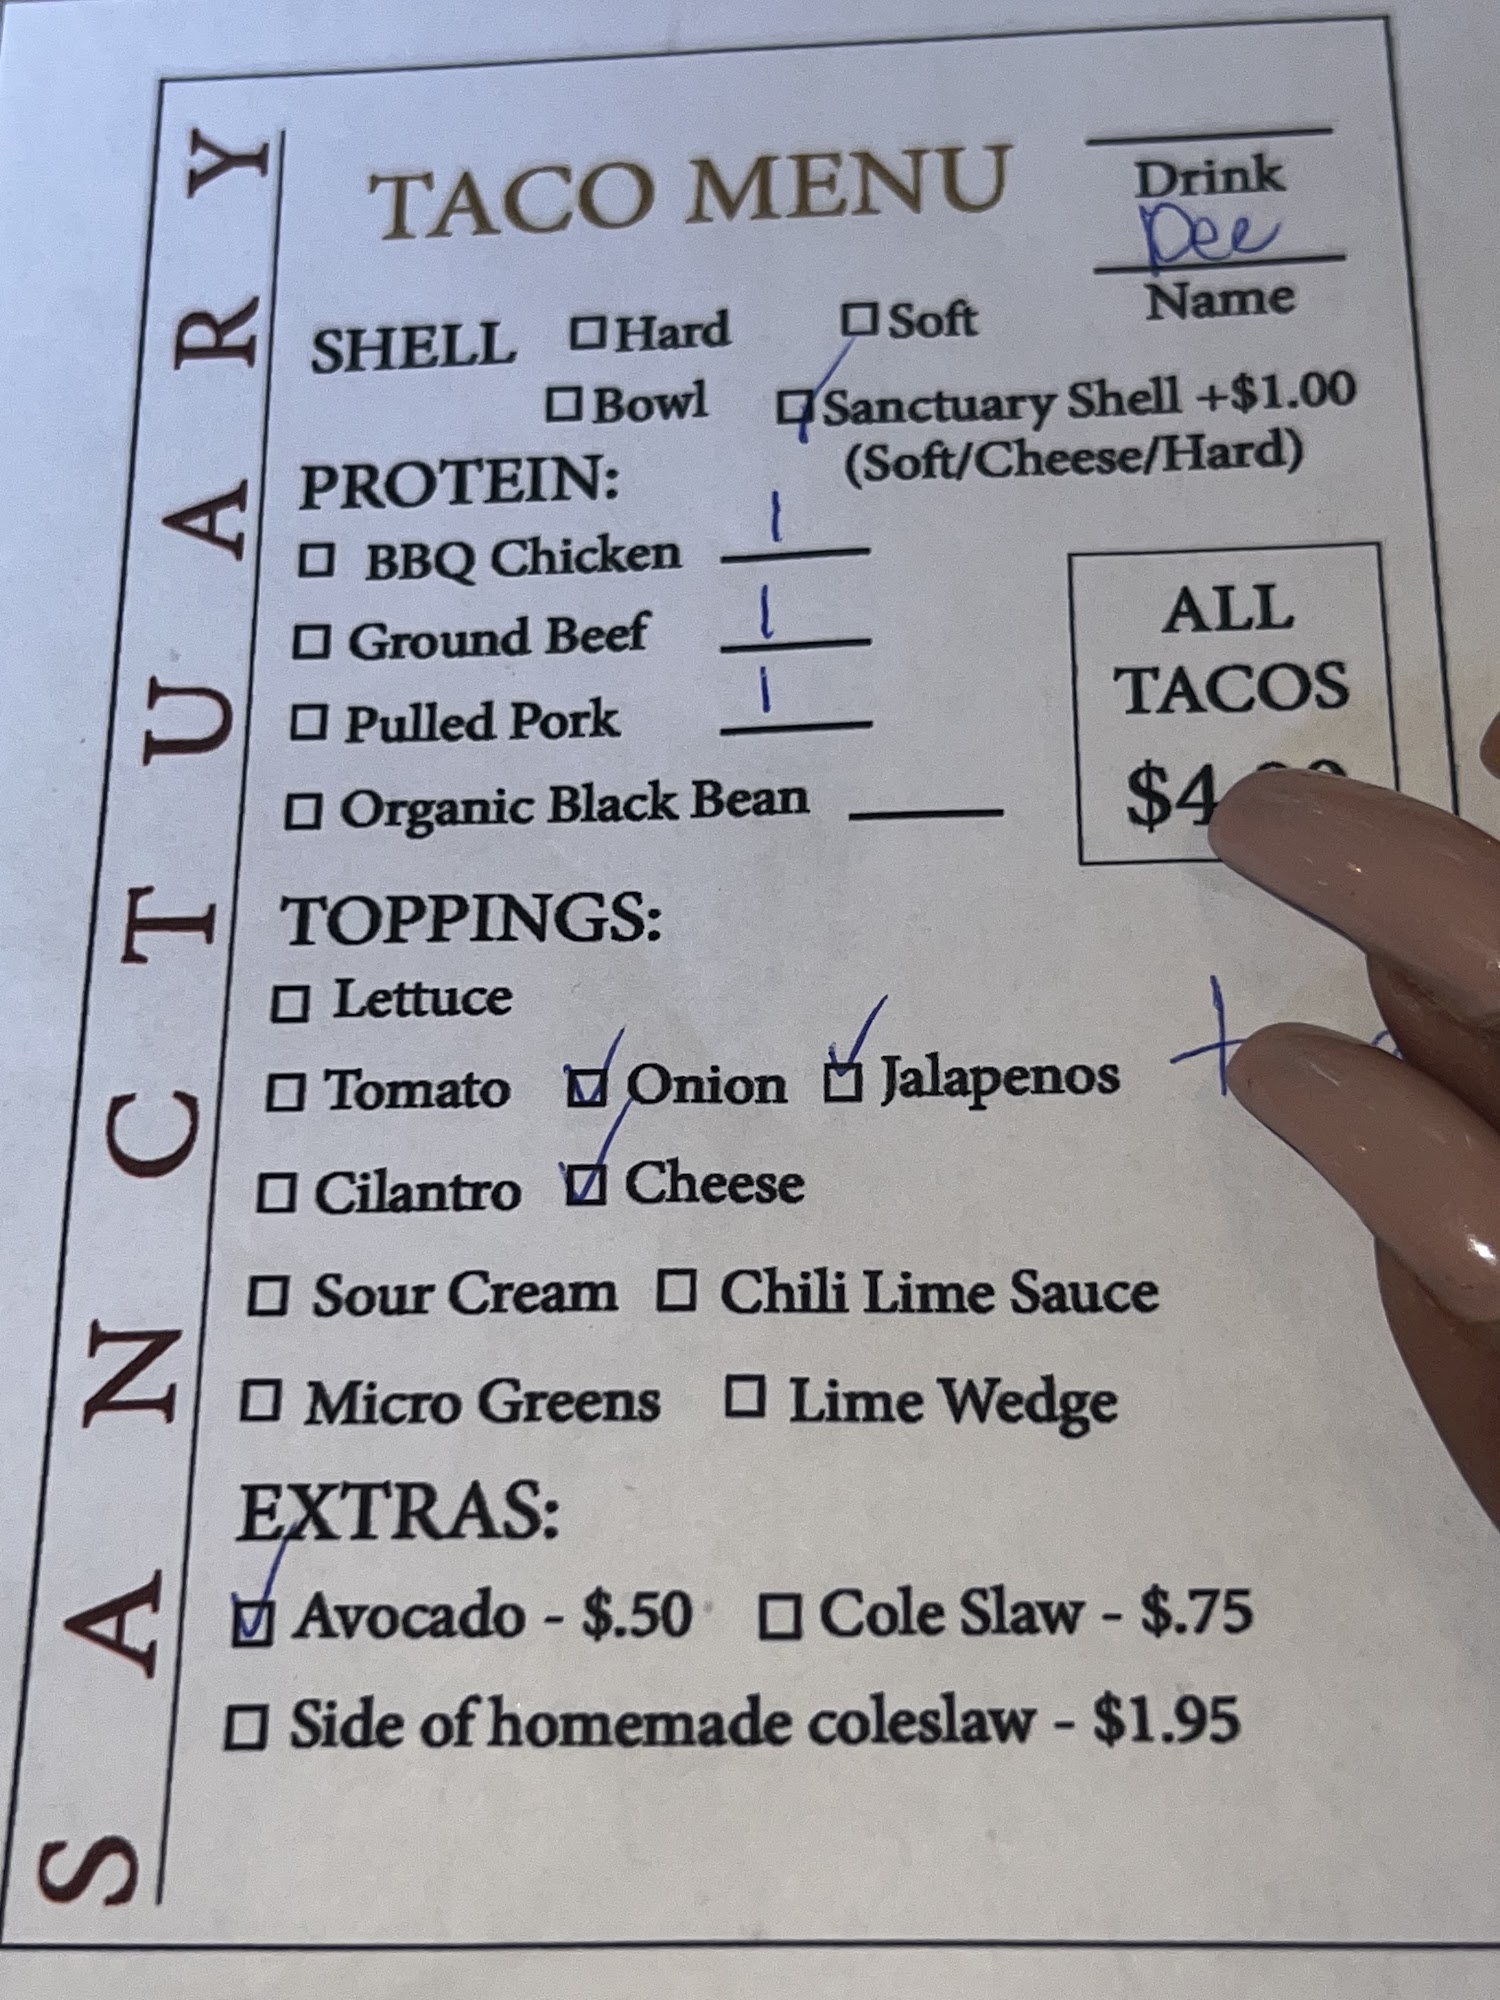 SANCTUARY
TACO MENU
Drink
Dee
Name
SHELL ☐ Hard ☐ Soft
☐ Bowl ☑ Sanctuary Shell +$1.00
(Soft/Cheese/Hard)
PROTEIN:
☐ BBQ Chicken 1
☐ Ground Beef 1
☐ Pulled Pork 1
☐ Organic Black Bean
ALL
TACOS
$4
TOPPINGS:
☐ Lettuce
☐ Tomato ☑ Onion ☑ Jalapenos +
☐ Cilantro ☑ Cheese
☐ Sour Cream ☐ Chili Lime Sauce
☐ Micro Greens ☐ Lime Wedge
EXTRAS:
☑ Avocado - $.50 ☐ Cole Slaw - $.75
☐ Side of homemade coleslaw - $1.95